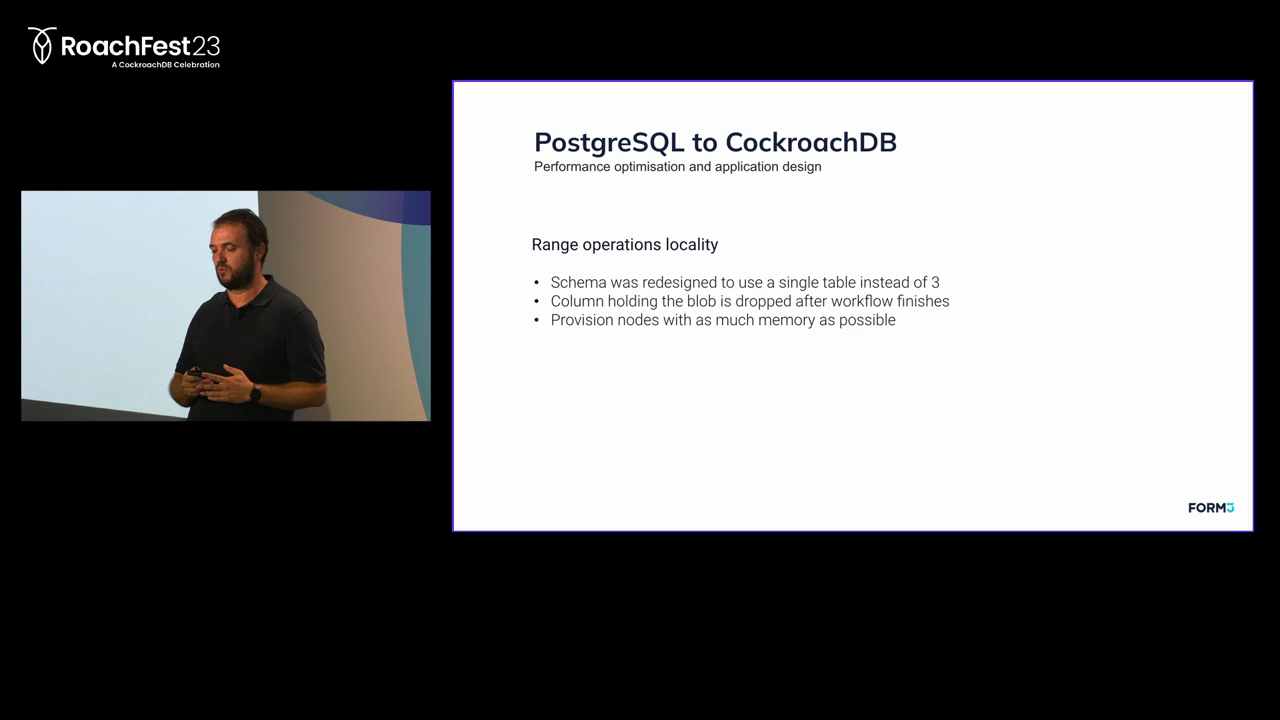 RoachFest23
A CockroachDB Celebration
PostgreSQL to CockroachDB
Performance optimisation and application design
Range operations locality
• Schema was redesigned to use a single table instead of 3
• Column holding the blob is dropped after workflow finishes
• Provision nodes with as much memory as possible
FORM3